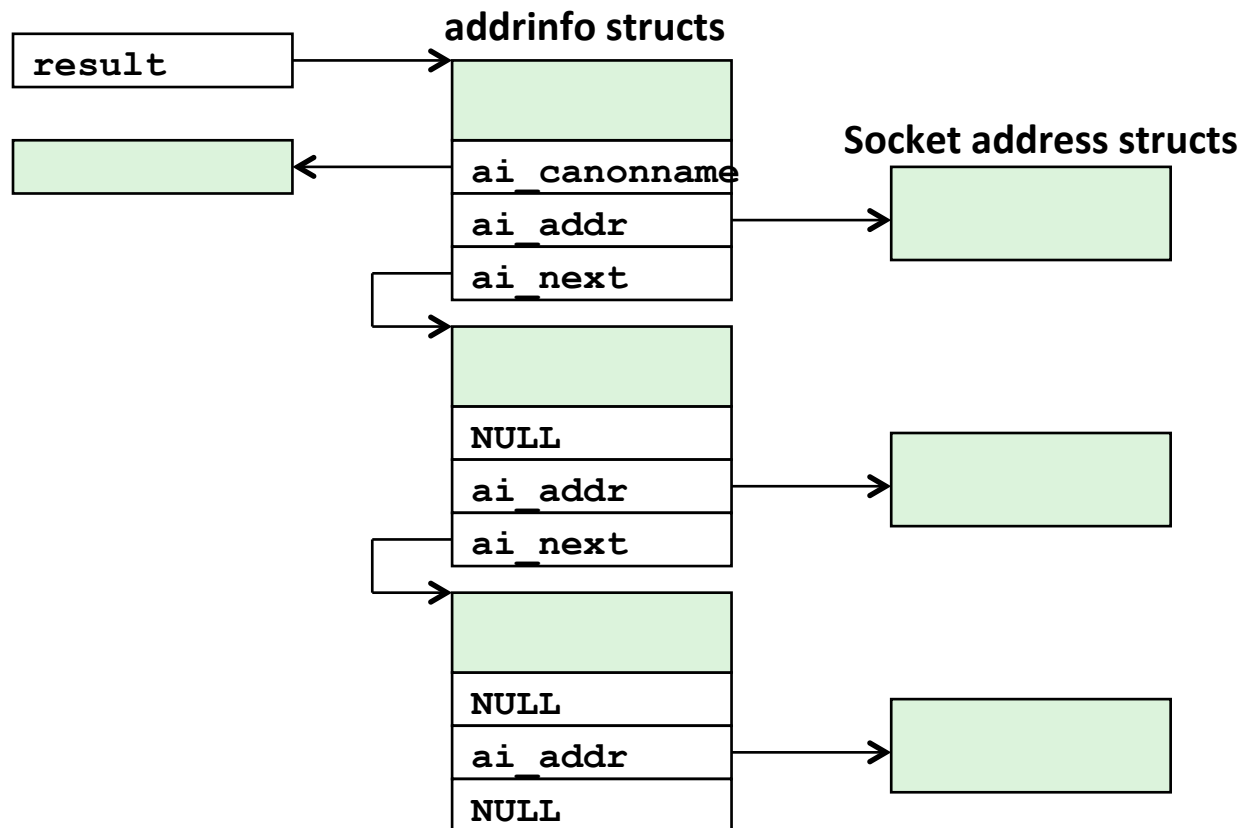 addrinfo structs
result
Socket address structs
ai_canonname
ai_addr
ai_next
NULL
ai_addr
ai_next
NULL
ai_addr
NULL